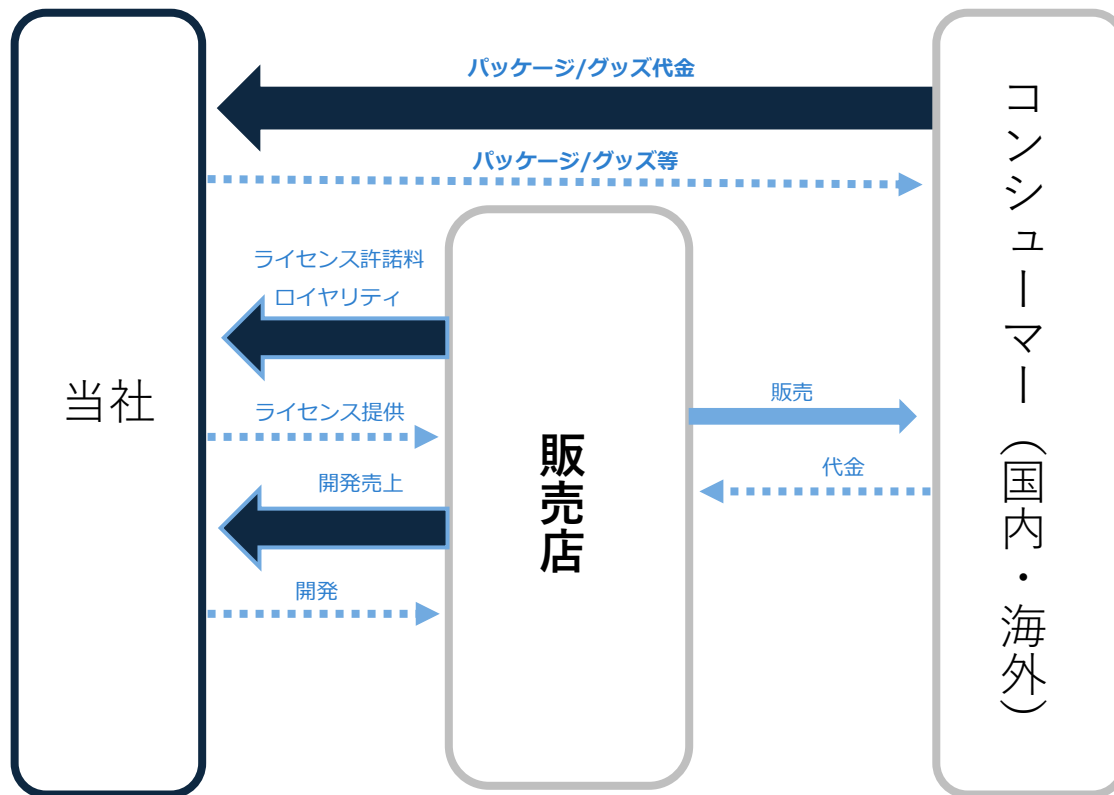 パッケージ/グッズ代金
パッケージ/グッズ等
当社
ライセンス許諾料
ロイヤリティ
ライセンス提供
開発売上
開発
販売店
販売
代金
コンシューマー（国内・海外）